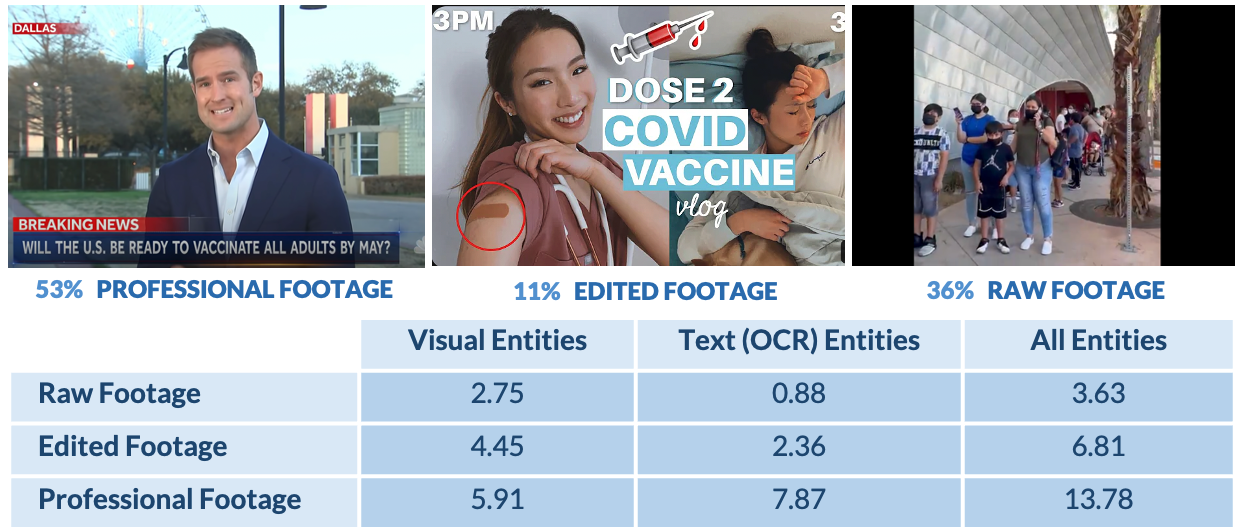 DALLAS
BREAKING NEWS
WILL THE U.S. BE READY TO VACCINATE ALL ADULTS BY MAY?
3PM
3
DOSE 2
COVID
VACCINE
vlog
53% PROFESSIONAL FOOTAGE
11% EDITED FOOTAGE
36% RAW FOOTAGE
Visual Entities Text (OCR) Entities All Entities
Raw Footage 2.75 0.88 3.63
Edited Footage 4.45 2.36 6.81
Professional Footage 5.91 7.87 13.78